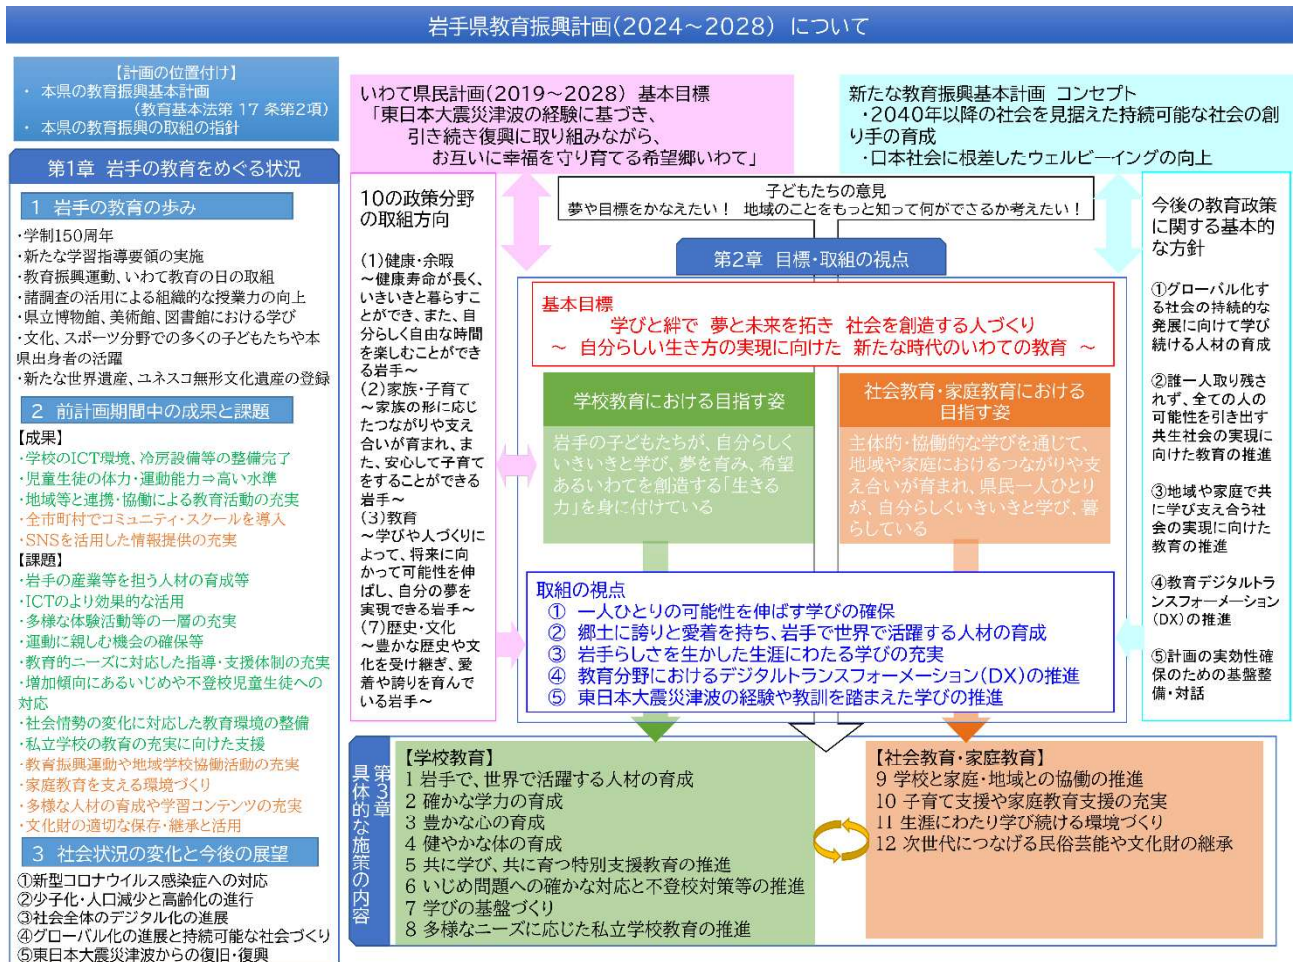 岩手県教育振興計画(2024～2028) について
【計画の位置付け】
・ 本県の教育振興基本計画
(教育基本法第 17 条第2項)
・ 本県の教育振興の取組の指針
第1章 岩手の教育をめぐる状況
1 岩手の教育の歩み
・学制150周年
・新たな学習指導要領の実施
・教育振興運動、いわて教育の日の取組
・諸調査の活用による組織的な授業力の向上
・県立博物館、美術館、図書館における学び
・文化、スポーツ分野での多くの子どもたちや本
県出身者の活躍
・新たな世界遺産、ユネスコ無形文化遺産の登録
2 前計画期間中の成果と課題
【成果】
・学校のICT環境、冷房設備等の整備完了
・児童生徒の体力・運動能力⇒高い水準
・地域等と連携・協働による教育活動の充実
・全市町村でコミュニティ・スクールを導入
・SNSを活用した情報提供の充実
【課題】
・岩手の産業等を担う人材の育成等
・ICTのより効果的な活用
・多様な体験活動等の一層の充実
・運動に親しむ機会の確保等
・教育的ニーズに対応した指導・支援体制の充実
・増加傾向にあるいじめや不登校児童生徒への
対応
・社会情勢の変化に対応した教育環境の整備
・私立学校の教育の充実に向けた支援
・教育振興運動や地域学校協働活動の充実
・家庭教育を支える環境づくり
・多様な人材の育成や学習コンテンツの充実
・文化財の適切な保存・継承と活用
3 社会状況の変化と今後の展望
①新型コロナウイルス感染症への対応
②少子化・人口減少と高齢化の進行
③社会全体のデジタル化の進展
④グローバル化の進展と持続可能な社会づくり
⑤東日本大震災津波からの復旧・復興
いわて県民計画(2019～2028) 基本目標
「東日本大震災津波の経験に基づき、
引き続き復興に取り組みながら、
お互いに幸福を守り育てる希望郷いわて」
新たな教育振興基本計画 コンセプト
・2040年以降の社会を見据えた持続可能な社会の創
り手の育成
・日本社会に根差したウェルビーイングの向上
10の政策分野
の取組方向
(1)健康・余暇
～健康寿命が長く、
いきいきと暮らすこ
とができ、また、自
分らしく自由な時間
を楽しむことができ
る岩手～
(2)家族・子育て
～家族の形に応じ
たつながりや支え
合いが育まれ、ま
た、安心して子育て
をすることができる
岩手～
(3)教育
～学びや人づくりに
よって、将来に向
かって可能性を伸
ばし、自分の夢を
実現できる岩手～
(7)歴史・文化
～豊かな歴史や文
化を受け継ぎ、愛
着や誇りを育んで
いる岩手～
子どもたちの意見
夢や目標をかなえたい! 地域のことをもっと知って何ができるか考えたい!
第2章 目標・取組の視点
基本目標
学びと絆で 夢と未来を拓き 社会を創造する人づくり
～ 自分らしい生き方の実現に向けた 新たな時代のいわての教育 ～
学校教育における目指す姿
岩手の子どもたちが、自分らしく
いきいきと学び、夢を育み、希望
あるいわてを創造する「生きる
力」を身に付けている
社会教育・家庭教育における
目指す姿
主体的・協働的な学びを通じて、
地域や家庭におけるつながりや支
え合いが育まれ、県民一人ひとり
が、自分らしくいきいきと学び、暮
らしている
取組の視点
① 一人ひとりの可能性を伸ばす学びの確保
② 郷土に誇りと愛着を持ち、岩手で世界で活躍する人材の育成
③ 岩手らしさを生かした生涯にわたる学びの充実
④ 教育分野におけるデジタルトランスフォーメーション(DX)の推進
⑤ 東日本大震災津波の経験や教訓を踏まえた学びの推進
今後の教育政策
に関する基本的
な方針
①グローバル化す
る社会の持続的な
発展に向けて学び
続ける人材の育成
②誰一人取り残さ
れず、全ての人の
可能性を引き出す
共生社会の実現に
向けた教育の推進
③地域や家庭で共
に学び支え合う社
会の実現に向けた
教育の推進
④教育デジタルトラ
ンスフォーメーション
(DX)の推進
⑤計画の実効性確
保のための基盤整
備・対話
第3章
具体的な施策の内容
【学校教育】
1 岩手で、世界で活躍する人材の育成
2 確かな学力の育成
3 豊かな心の育成
4 健やかな体の育成
5 共に学び、共に育つ特別支援教育の推進
6 いじめ問題への確かな対応と不登校対策等の推進
7 学びの基盤づくり
8 多様なニーズに応じた私立学校教育の推進
【社会教育・家庭教育】
9 学校と家庭・地域との協働の推進
10 子育て支援や家庭教育支援の充実
11 生涯にわたり学び続ける環境づくり
12 次世代につなげる民俗芸能や文化財の継承